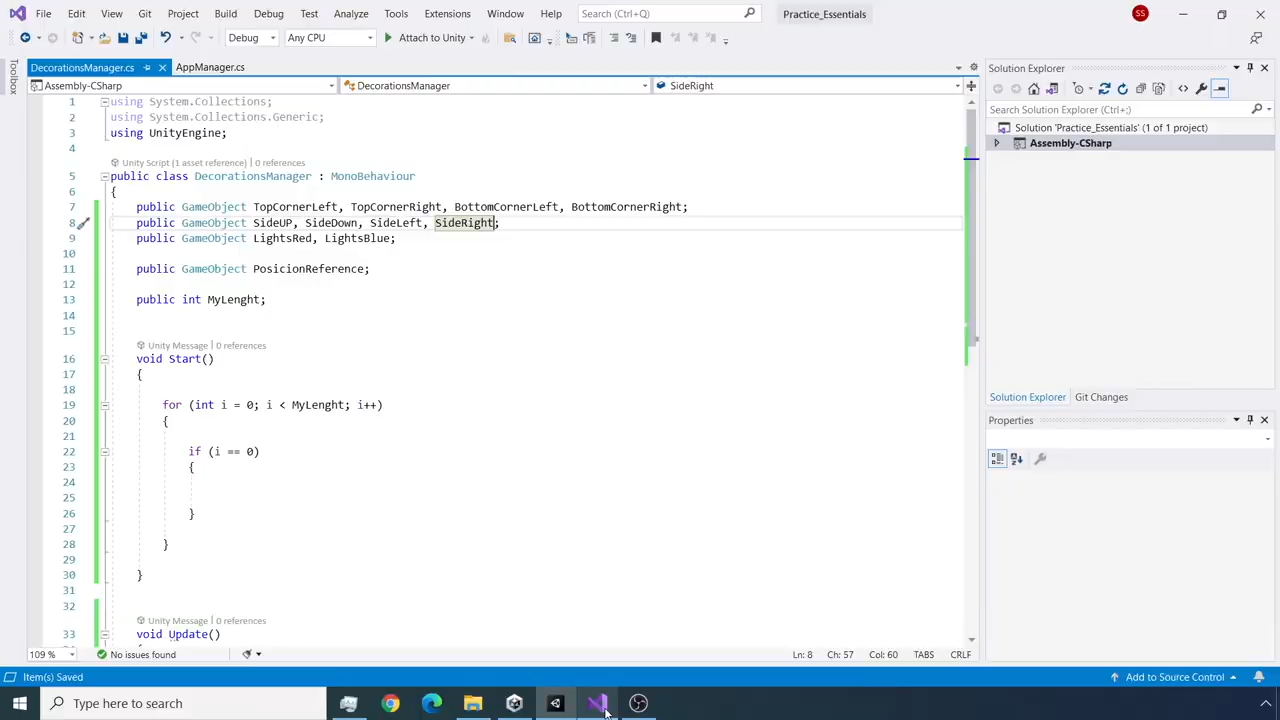 File Edit View Git Project Build Debug Test Analyze Tools Extensions Window Help Search (Ctrl+Q) Practice_Essentials SS
Debug Any CPU Attach to Unity
Toolbox
DecorationsManager.cs AppManager.cs
Assembly-CSharp DecorationsManager SideRight
1 using System.Collections;
2 using System.Collections.Generic;
3 using UnityEngine;
4
Unity Script (1 asset reference) | 0 references
5 public class DecorationsManager : MonoBehaviour
6 {
7 public GameObject TopCornerLeft, TopCornerRight, BottomCornerLeft, BottomCornerRight;
8 public GameObject SideUP, SideDown, SideLeft, SideRight;
9 public GameObject LightsRed, LightsBlue;
10
11 public GameObject PosicionReference;
12
13 public int MyLenght;
14
15
Unity Message | 0 references
16 void Start()
17 {
18
19 for (int i = 0; i < MyLenght; i++)
20 {
21
22 if (i == 0)
23 {
24
25
26 }
27
28 }
29
30 }
31
32
Unity Message | 0 references
33 void Update()
109 % No issues found Ln: 8 Ch: 57 Col: 60 TABS CRLF
Solution Explorer
Search Solution Explorer (Ctrl+;)
Solution 'Practice_Essentials' (1 of 1 project)
Assembly-CSharp
Solution Explorer Git Changes
Properties
Item(s) Saved Add to Source Control
Type here to search